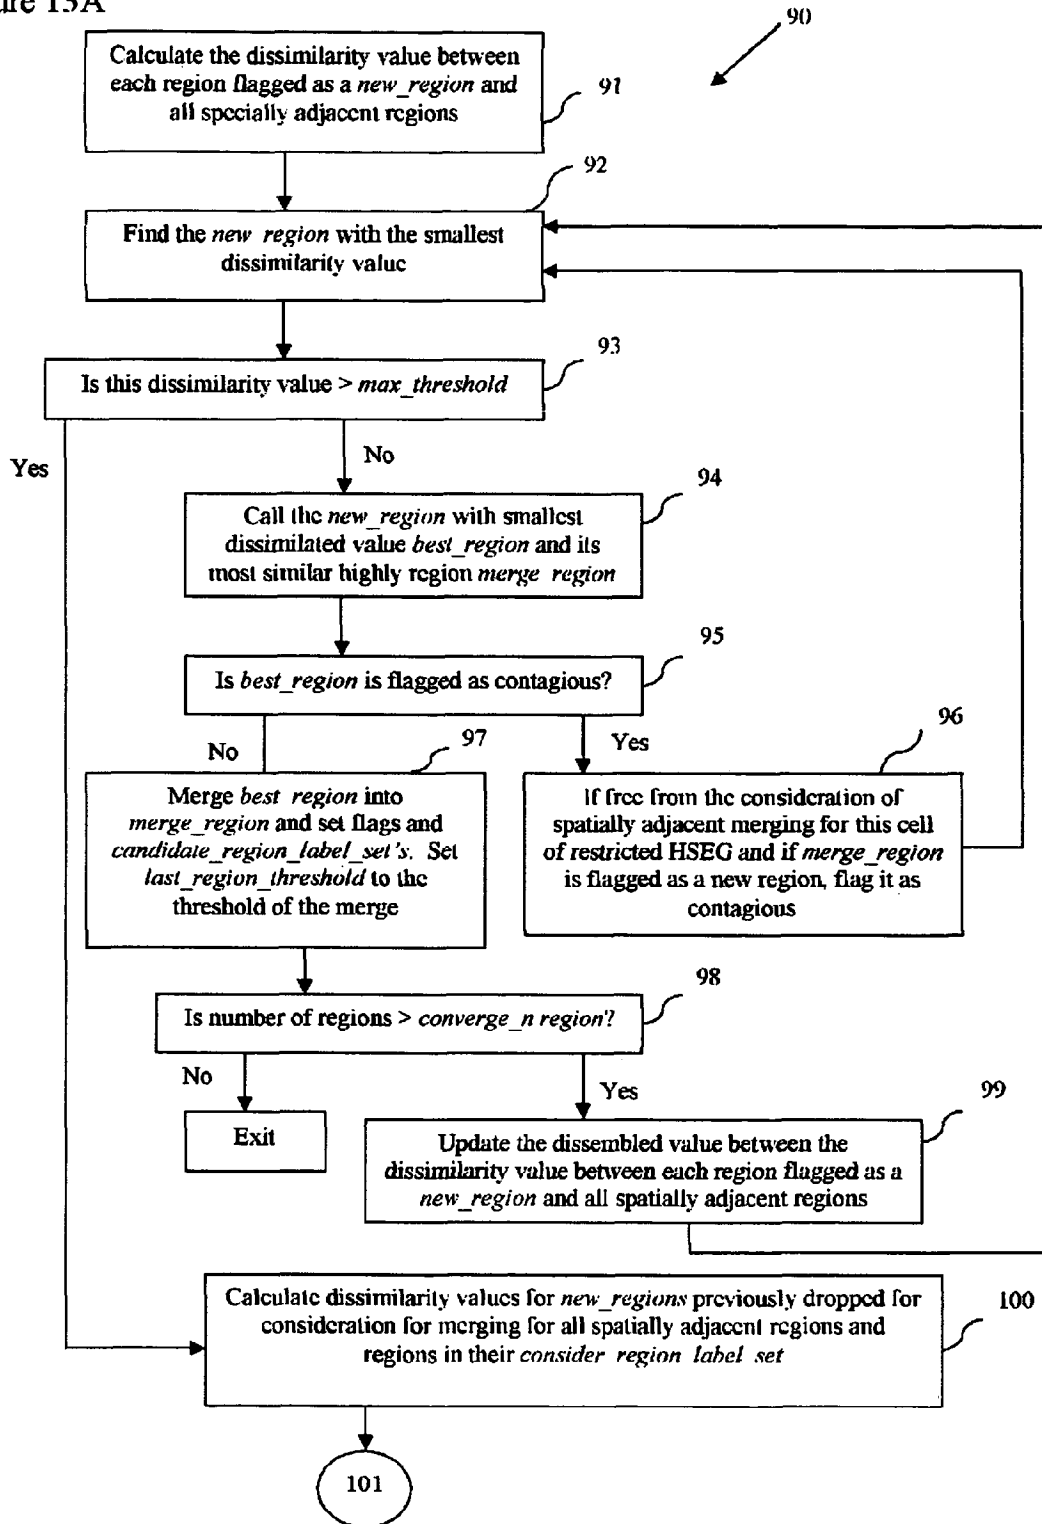 ure 13A
90
Calculate the dissimilarity value between
each region flagged as a new_region and
all specially adjacent regions
91
92
Find the new region with the smallest
dissimilarity value
93
Is this dissimilarity value > max_threshold
Yes
No
94
Call the new_region with smallest
dissimilated value best_region and its
most similar highly region merge region
95
Is best_region is flagged as contagious?
No
97
Yes
96
Merge best region into
merge_region and set flags and
candidate_region_label_set's. Set
last_region_threshold to the
threshold of the merge
If free from the consideration of
spatially adjacent merging for this cell
of restricted HSEG and if merge_region
is flagged as a new region, flag it as
contagious
98
Is number of regions > converge_n region?
No
Yes
99
Exit
Update the dissembled value between the
dissimilarity value between each region flagged as a
new_region and all spatially adjacent regions
Calculate dissimilarity values for new_regions previously dropped for
consideration for merging for all spatially adjacent regions and
regions in their consider region label set
100
101